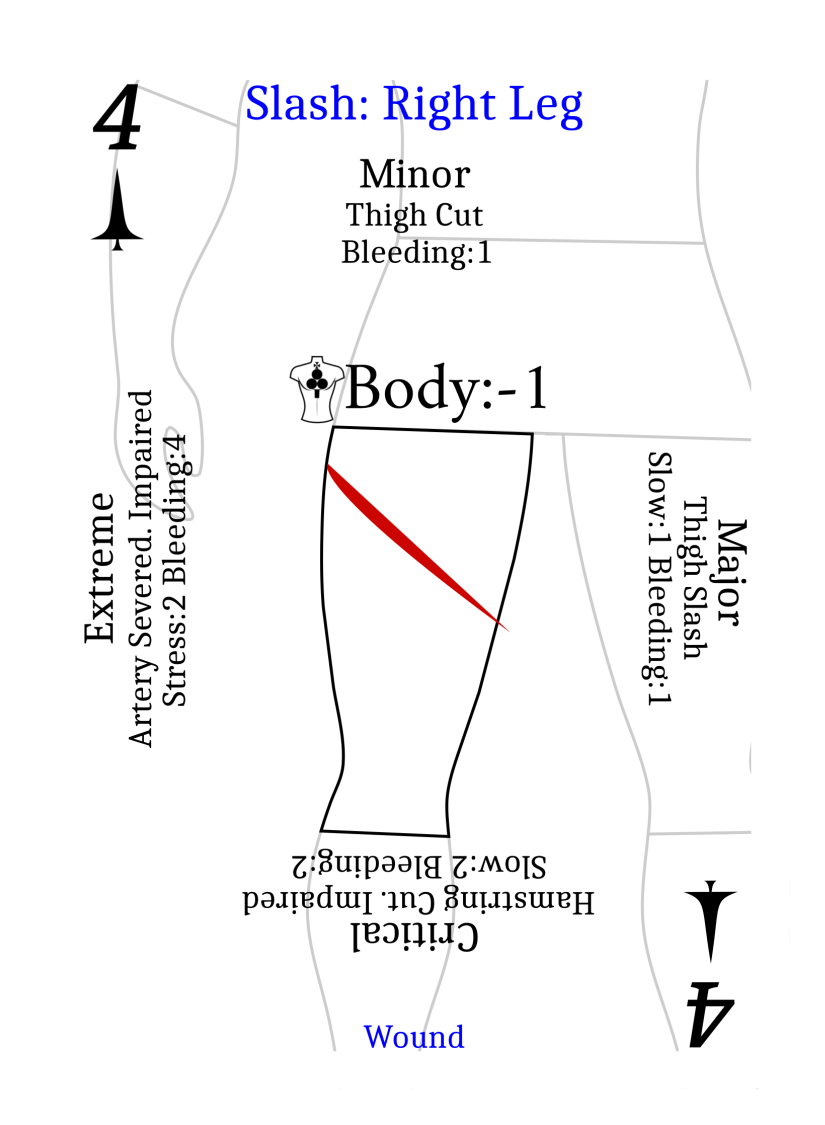 4
Slash: Right Leg
Minor
Thigh Cut
Bleeding:1
Body:-1
Extreme
Artery Severed. Impaired
Stress:2 Bleeding:4
Major
Thigh Slash
Slow:1 Bleeding:1
Critical
Hamstring Cut. Impaired
Slow:2 Bleeding:2
4
Wound